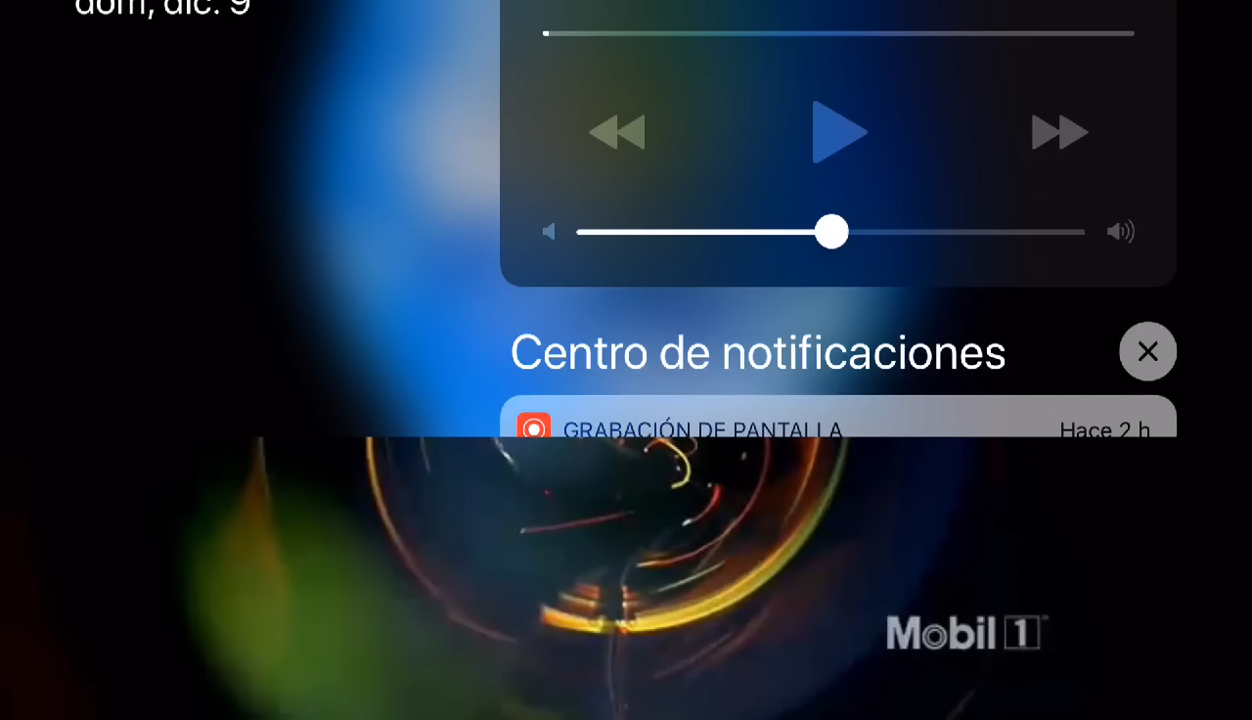 dom, dic. 9
Centro de notificaciones
GRABACIÓN DE PANTALLA
Hace 2 h
Mobil 1